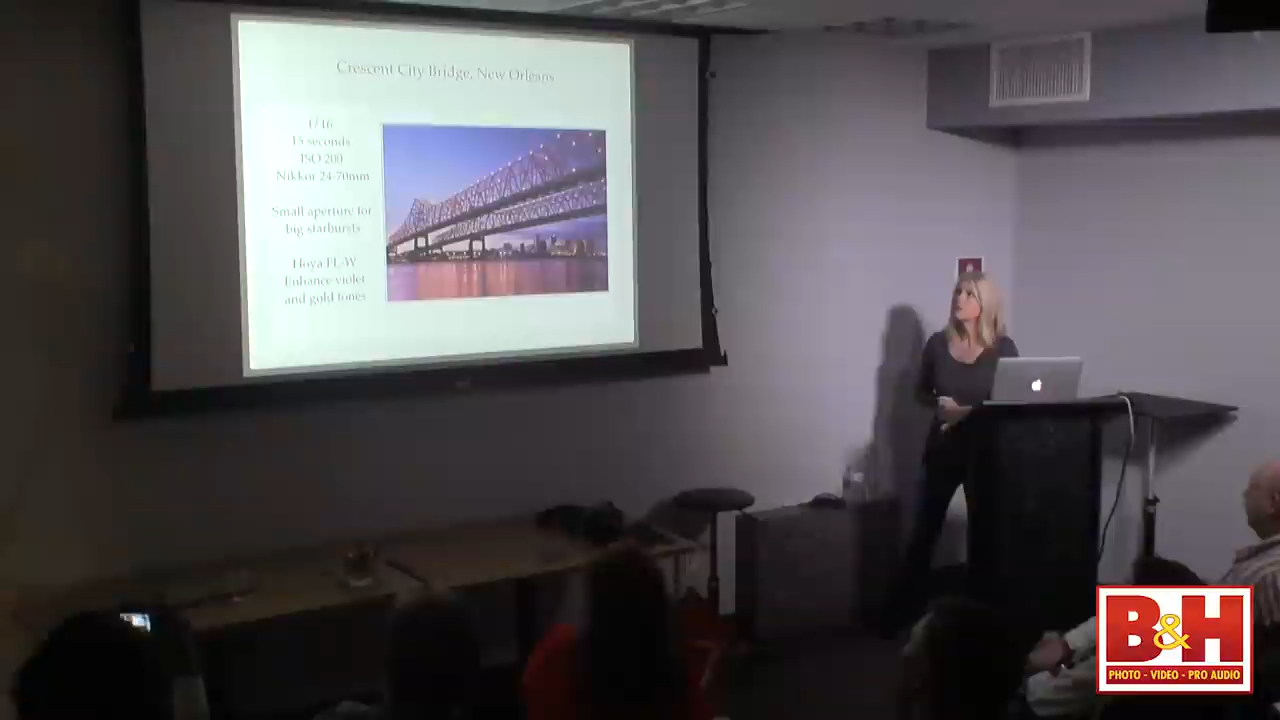 Crescent City Bridge, New Orleans
f/16
15 seconds
ISO 200
Nikkor 24-70mm
Small aperture for
big starbursts
Hoya FL-W
Enhance violet
and gold tones
B&H
PHOTO - VIDEO - PRO AUDIO